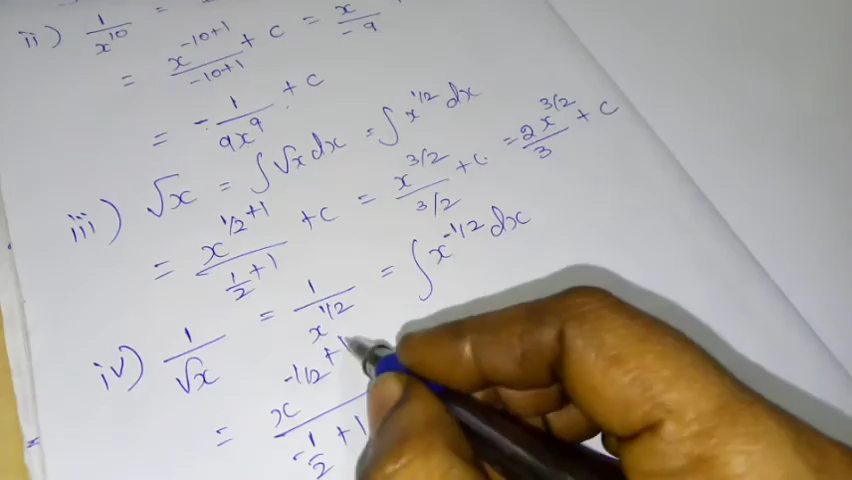 ii) 1/x^10 =
= x^(-10+1)/(-10+1) + c = x/-9
= -1/9x^9 + c
iii) √x = ∫√x dx = ∫x^(1/2) dx
= x^(1/2+1)/(1/2+1) + c = x^(3/2)/(3/2) + c = 2x^(3/2)/3 + c
iv) 1/√x = 1/x^(1/2) = ∫x^(-1/2) dx
= x^(-1/2+1)/(-1/2+1)